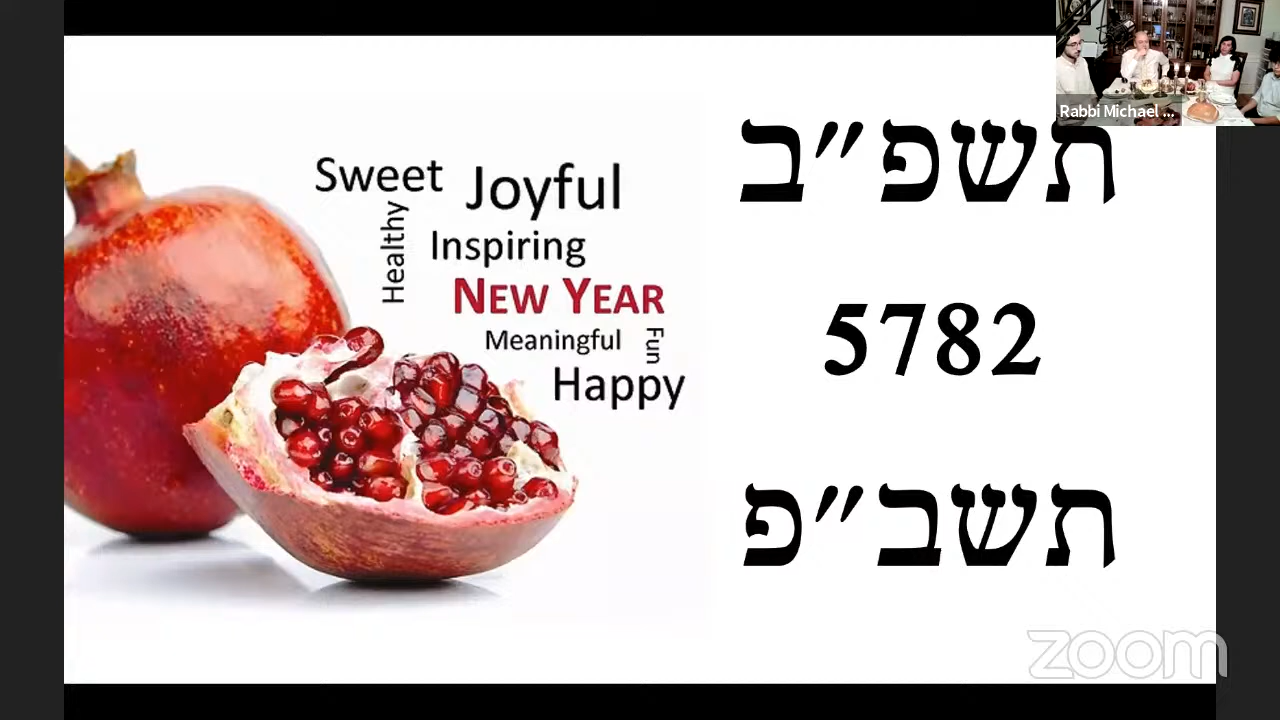 Rabbi Michael ...
Sweet
Joyful
Healthy
Inspiring
NEW YEAR
Meaningful
Fun
Happy
תשפ״ב
5782
תשב״פ
zoom